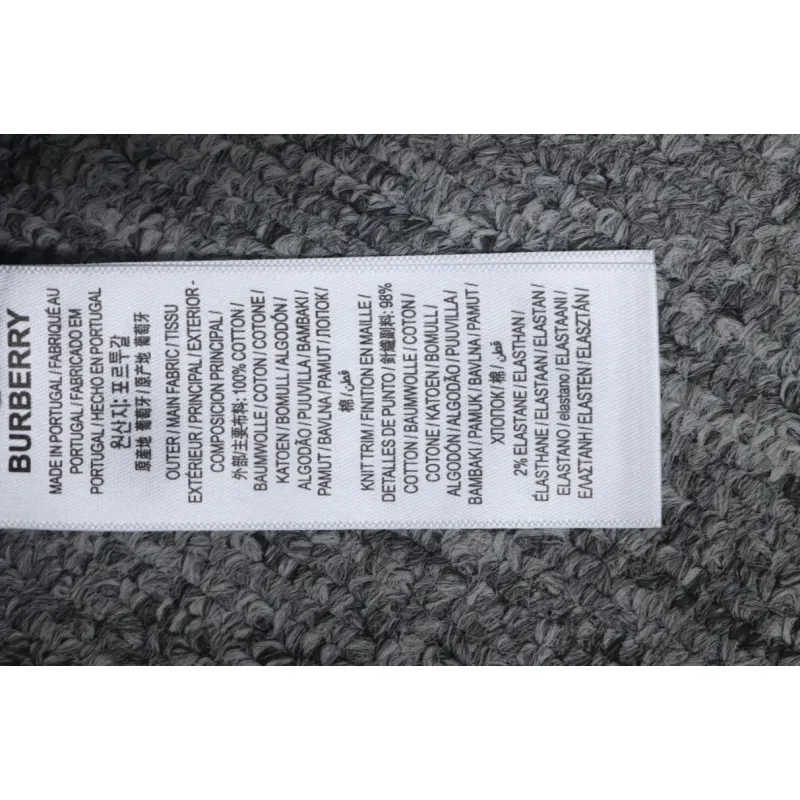 BURBERRY
MADE IN PORTUGAL / FABRIQUÉ AU
PORTUGAL / FABRICADO EM
PORTUGAL / HECHO EN PORTUGAL
원산지: 포르투갈
原産地 葡萄牙 / 原产地 葡萄牙
OUTER / MAIN FABRIC / TISSU
EXTÉRIEUR / PRINCIPAL / EXTERIOR -
COMPOSICION PRINCIPAL /
外部/主要布料: 100% COTTON /
BAUMWOLLE / COTON / COTONE /
KATOEN / BOMULL / ALGODÓN /
ALGODÃO / PUUVILLA / BAMBAKI /
PAMUT / BAVLNA / PAMUT / ΠΟΠΟΚ /
棉 / قطن
KNIT TRIM / FINITION EN MAILLE /
DETALLES DE PUNTO / 針織副料: 98%
COTTON / BAUMWOLLE / COTON /
COTONE / KATOEN / BOMULL /
ALGODÓN / ALGODÃO / PUUVILLA /
BAMBAKI / PAMUK / BAVLNA / PAMUT /
ΧΙΠΟΠΟΚ 棉 / قطن
2% ELASTANE / ELASTHAN /
ÉLASTHANE / ELASTAAN / ELASTAN /
ELASTANO / elastano / ELASTAANI /
ΕΛΑΣΤΑΝΗ / ELASTEN / ELASZTÁN /